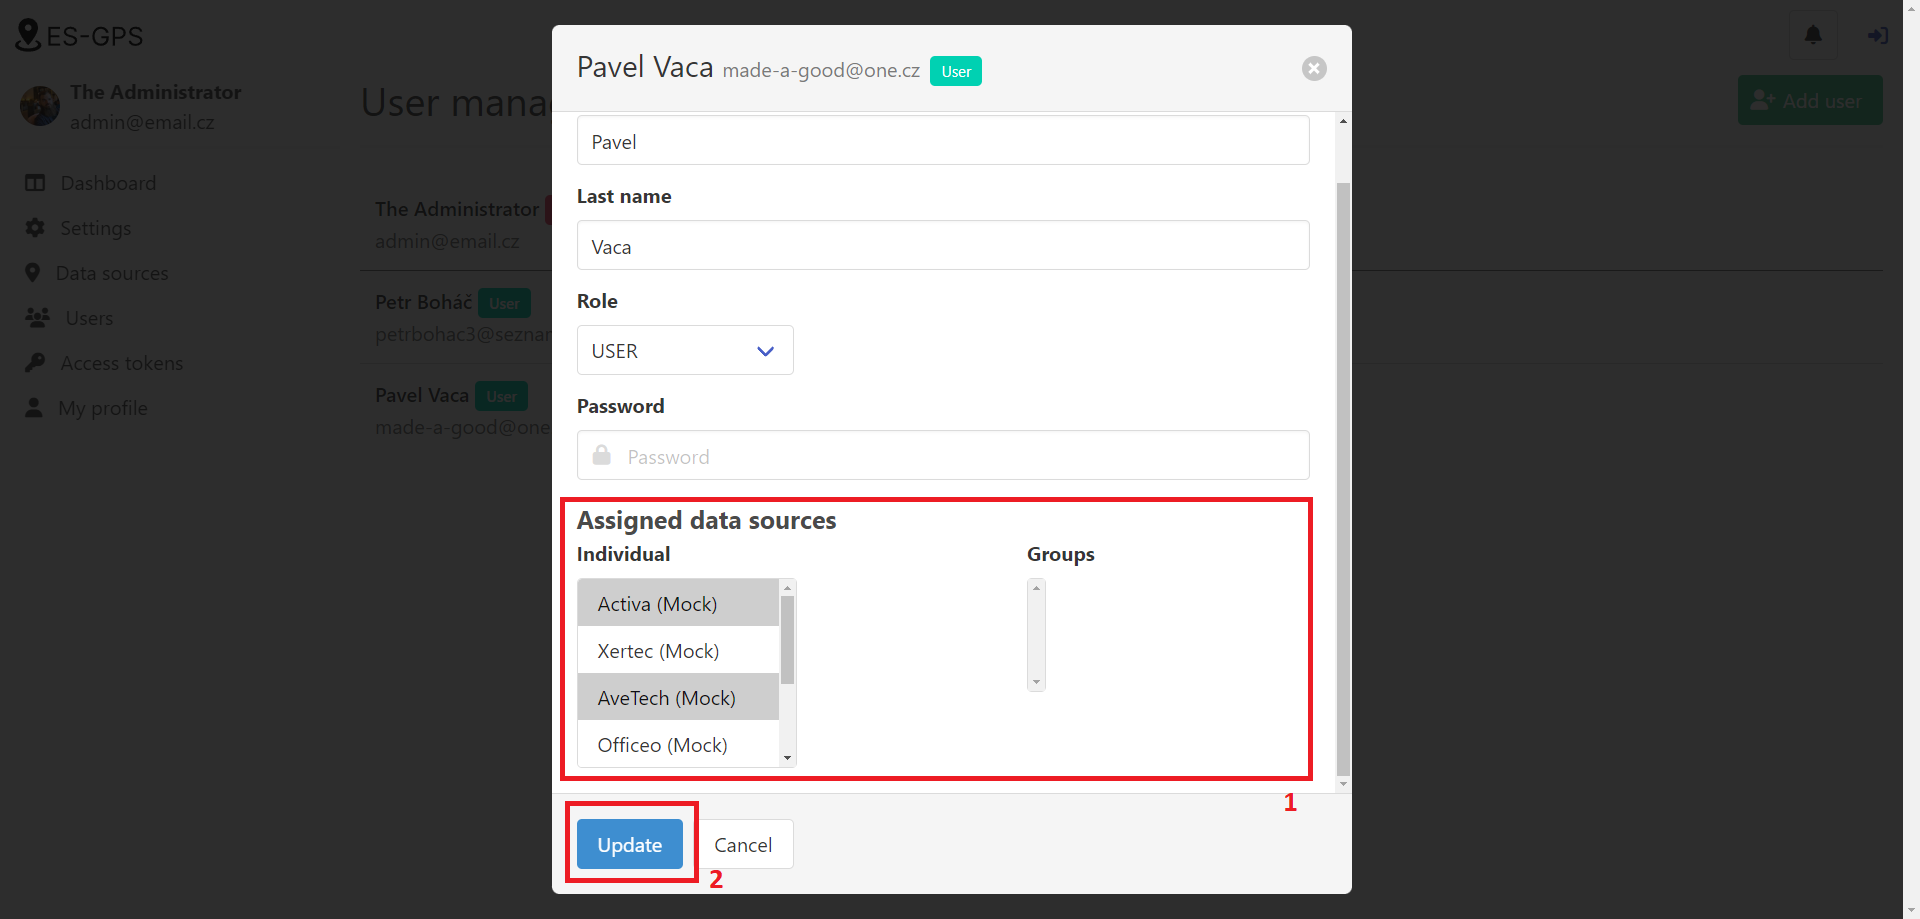 ES-GPS
The Administrator
admin@email.cz
Dashboard
Settings
Data sources
Users
Access tokens
My profile
User mana
Add user
The Administrator
admin@email.cz
Petr Boháč User
petrbohac3@seznam
Pavel Vaca User
made-a-good@one
Pavel Vaca made-a-good@one.cz User
Pavel
Last name
Vaca
Role
USER
Password
Password
Assigned data sources
Individual
Groups
Activa (Mock)
Xertec (Mock)
AveTech (Mock)
Officeo (Mock)
1
Update
Cancel
2